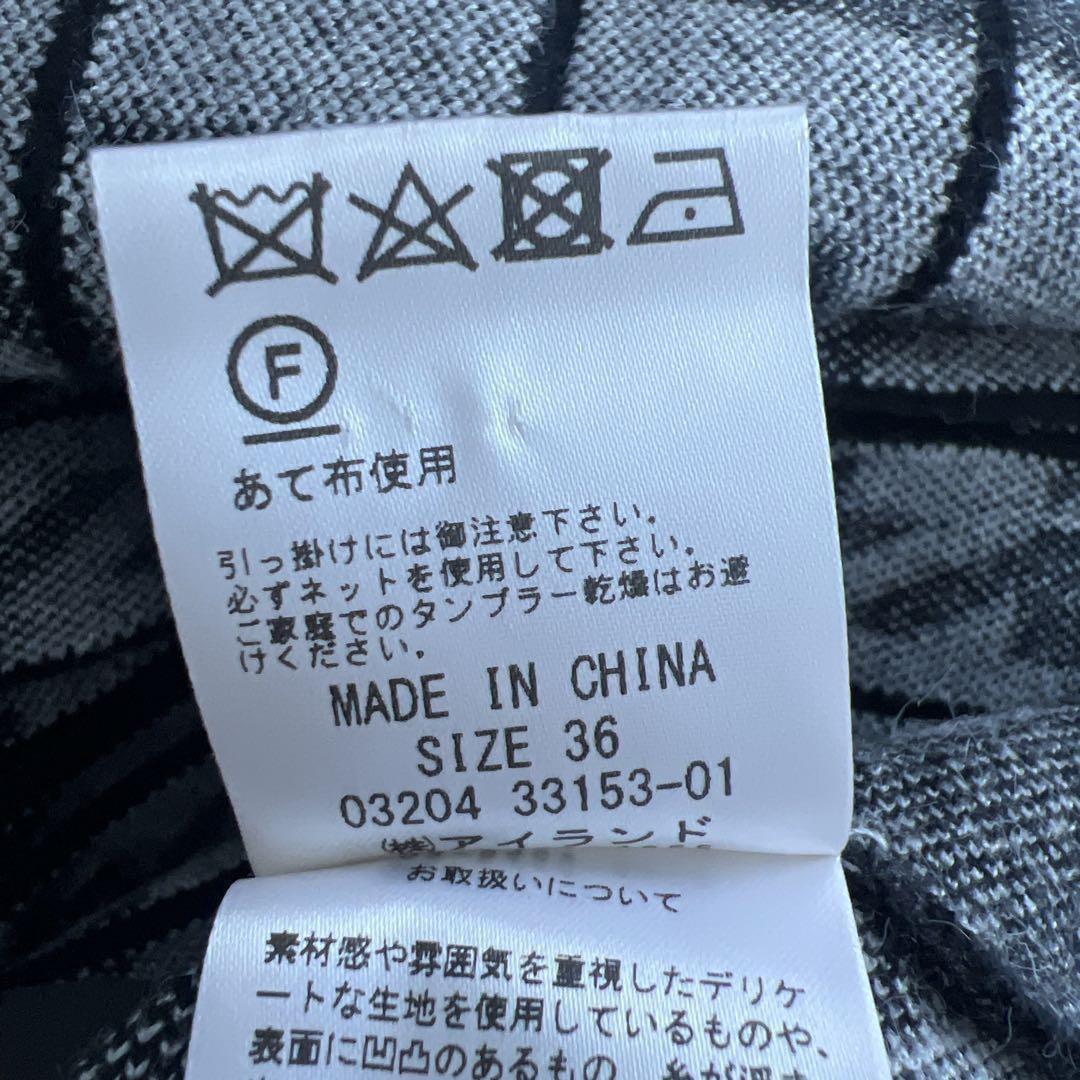 F
あて布使用
引っ掛けには御注意下さい.
必ずネットを使用して下さい.
ご家庭でのタンブラー乾燥はお避
けください.
MADE IN CHINA
SIZE 36
03204 33153-01
㈱アイランド
お取扱いについて
素材感や雰囲気を重視したデリケ
ートな生地を使用しているものや、
表面に凹凸のあるもの、糸が浮き